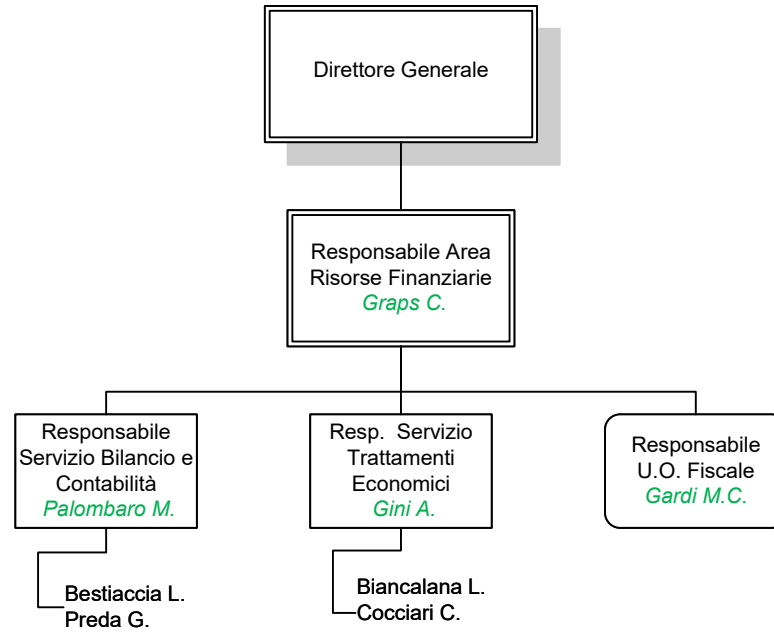 Direttore Generale
Responsabile Area
Risorse Finanziarie
Graps C.
Responsabile
Servizio Bilancio e
Contabilità
Palombaro M.
Resp. Servizio
Trattamenti
Economici
Gini A.
Responsabile
U.O. Fiscale
Gardi M.C.
Bestiaccia L.
Preda G.
Biancalana L.
Cocciari C.